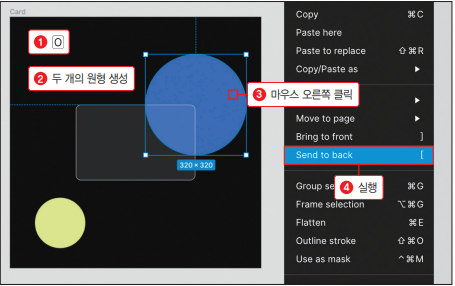 Card
1 O
2 두 개의 원형 생성
3 마우스 오른쪽 클릭
320 × 320
Copy ⌘C
Paste here
Paste to replace ⇧⌘R
Copy/Paste as ▶
▶
Move to page ▶
Bring to front ]
Send to back [
4 실행
Group se ⌘G
Frame selection ⌥⌘G
Flatten ⌘E
Outline stroke ⇧⌘O
Use as mask ^⌘M